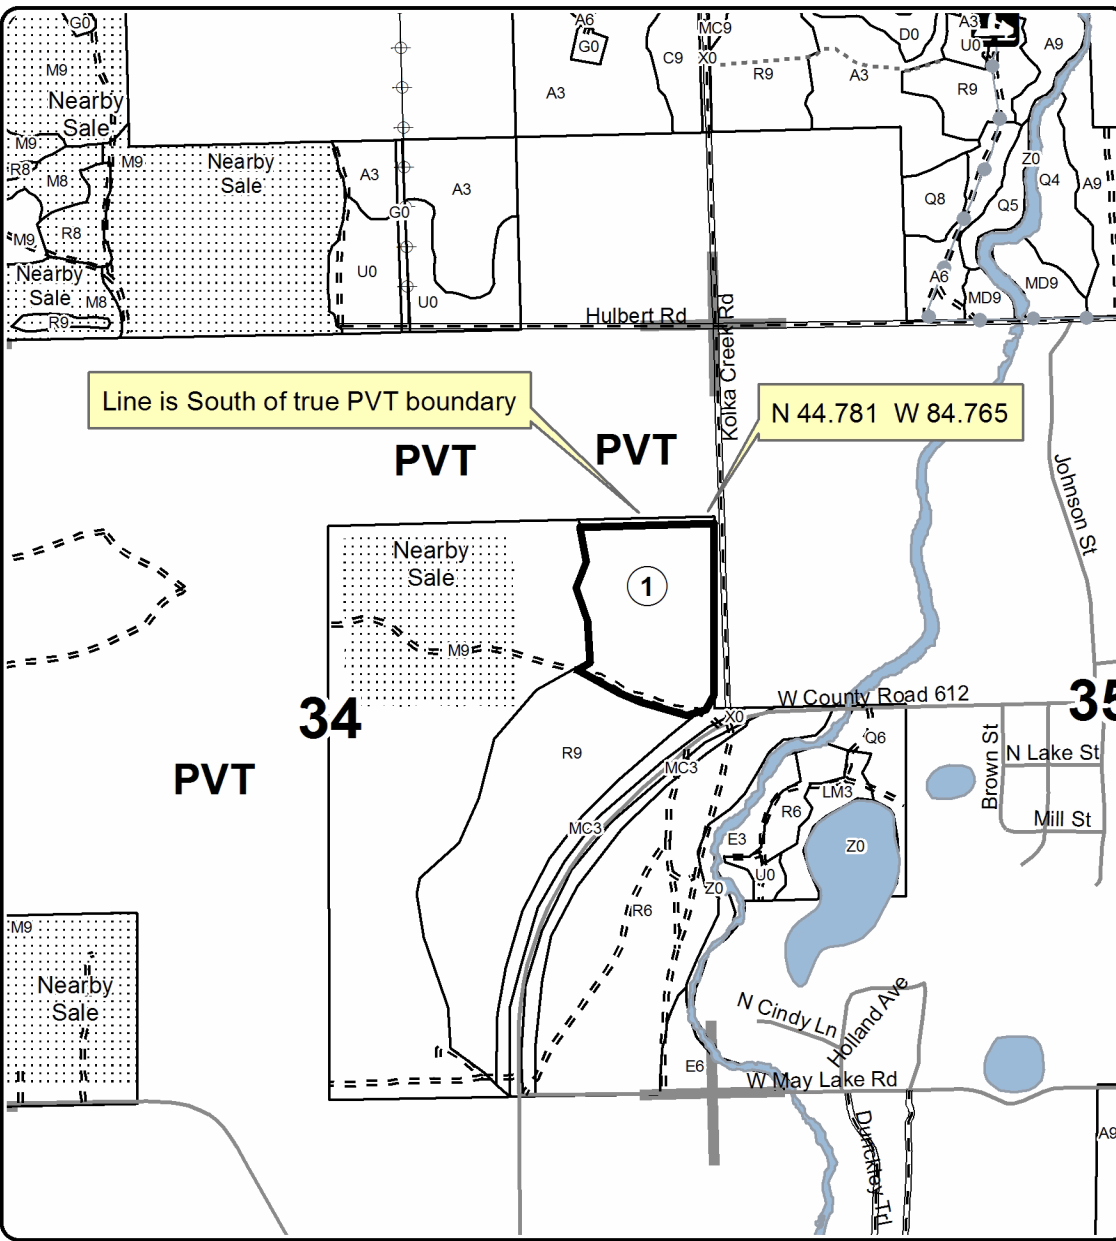 G0
A6
MC9
A3
D0
U0
A9
M9
G0
C9
X0
R9
A3
R9
A3
Nearby
Sale
M9
R8
M8
M9
Nearby
Sale
A3
A3
Z0
Q4
A9
Q8
Q5
G0
R8
M9
Nearby
Sale
M8
R9
U0
U0
A6
MD9
MD9
Hulbert Rd
Kolka Creek Rd
Line is South of true PVT boundary
N 44.781 W 84.765
PVT
PVT
Johnson St
Nearby
Sale
1
M9
34
W County Road 612
35
X0
PVT
R9
MC3
MC3
Q6
N Lake St
Brown St
LM3
R6
Mill St
E3
Z0
U0
Z0
R6
M9
Nearby
Sale
N Cindy Ln
Holland Ave
E6
W May Lake Rd
Dunckley Trl
A9